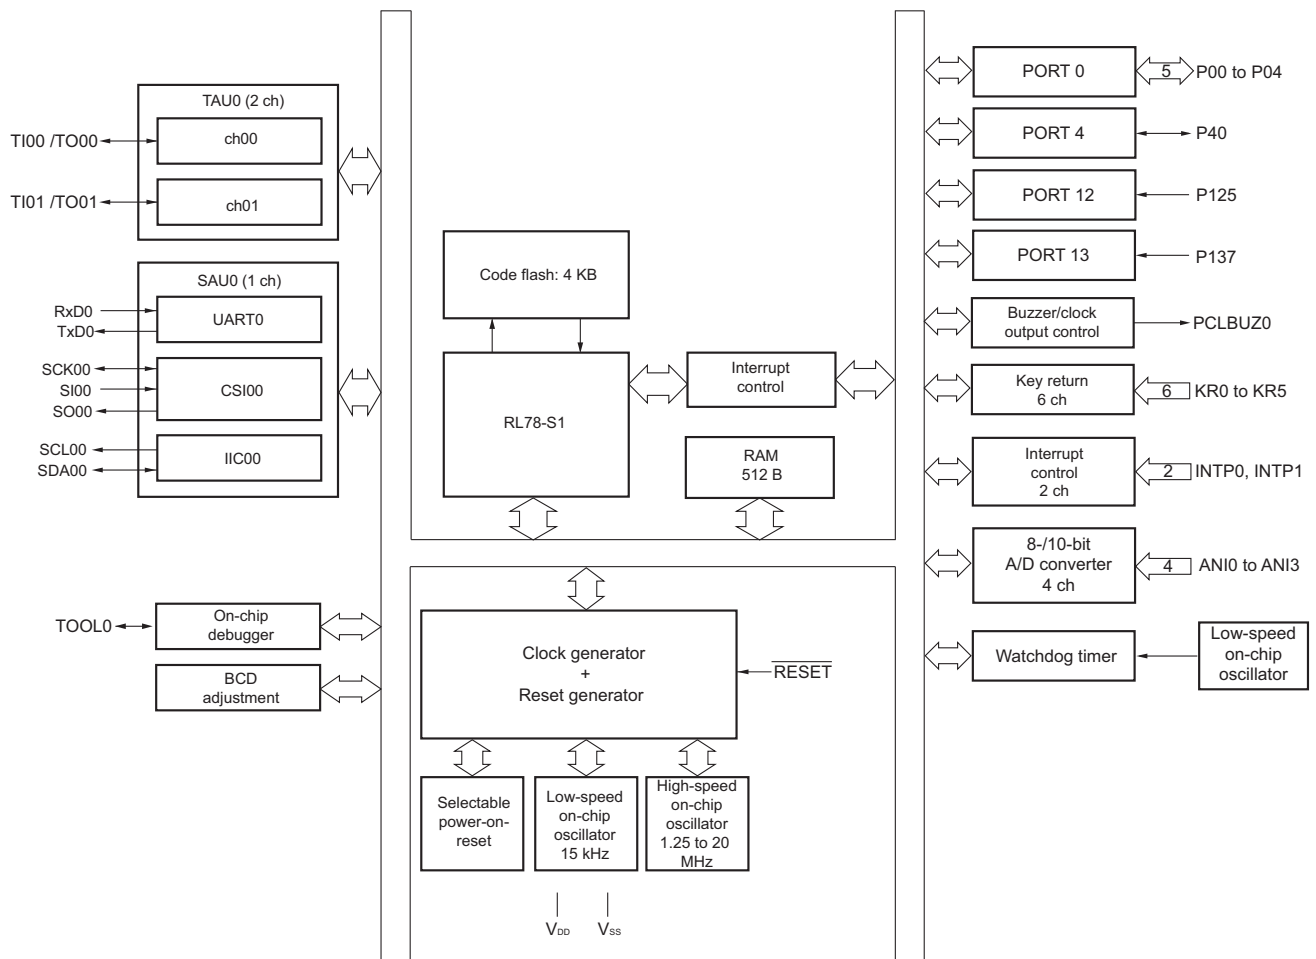 TAU0 (2 ch)
TI00 /TO00
ch00
TI01 /TO01
ch01
SAU0 (1 ch)
RxD0
TxD0
UART0
SCK00
SI00
SO00
CSI00
SCL00
SDA00
IIC00
TOOL0
On-chip
debugger
BCD
adjustment
Code flash: 4 KB
RL78-S1
Interrupt
control
RAM
512 B
Clock generator
+
Reset generator
RESET
Selectable
power-on-
reset
Low-speed
on-chip
oscillator
15 kHz
High-speed
on-chip
oscillator
1.25 to 20
MHz
VDD
VSS
PORT 0
5
P00 to P04
PORT 4
P40
PORT 12
P125
PORT 13
P137
Buzzer/clock
output control
PCLBUZ0
Key return
6 ch
6
KR0 to KR5
Interrupt
control
2 ch
2
INTP0, INTP1
8-/10-bit
A/D converter
4 ch
4
ANI0 to ANI3
Watchdog timer
Low-speed
on-chip
oscillator